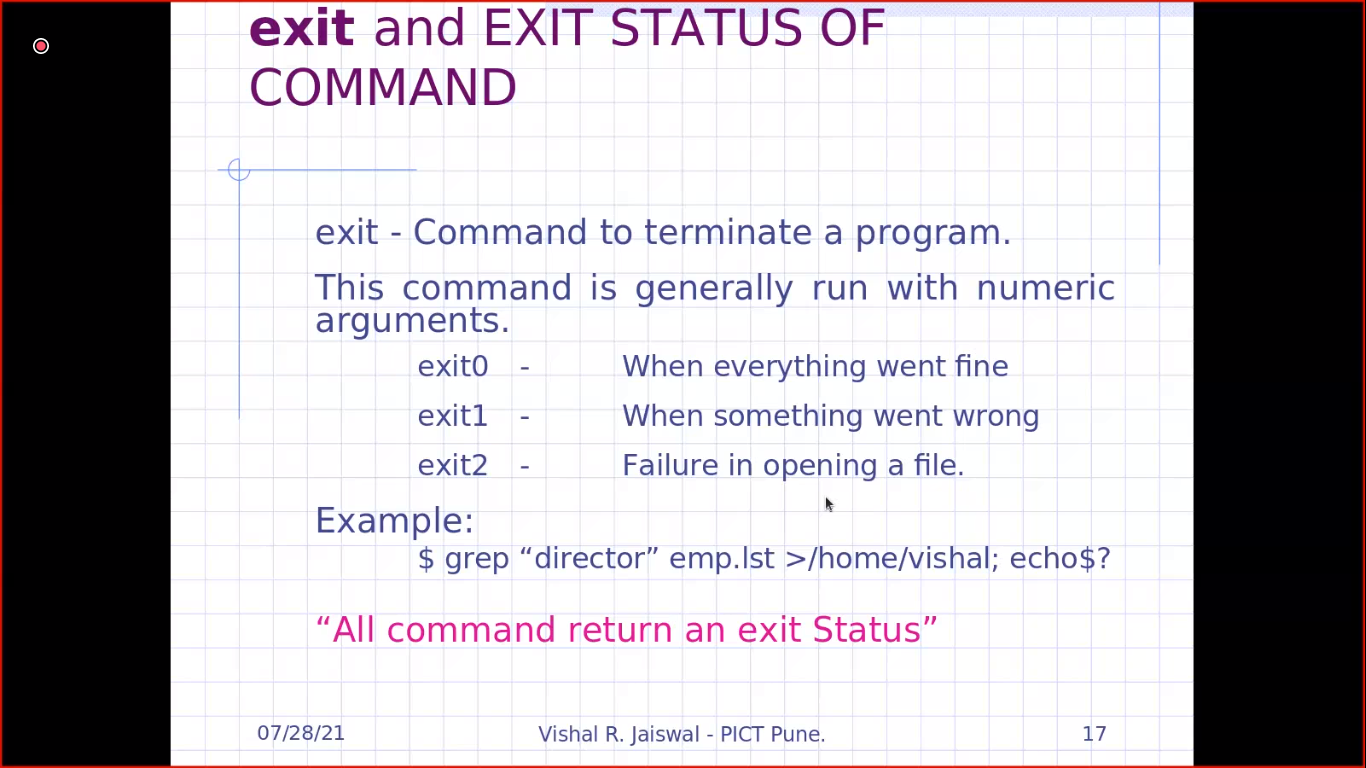 exit and EXIT STATUS OF
COMMAND
exit - Command to terminate a program.
This command is generally run with numeric
arguments.
exit0 - When everything went fine
exit1 - When something went wrong
exit2 - Failure in opening a file.
Example:
$ grep “director” emp.lst >/home/vishal; echo$?
“All command return an exit Status”
07/28/21 Vishal R. Jaiswal - PICT Pune. 17